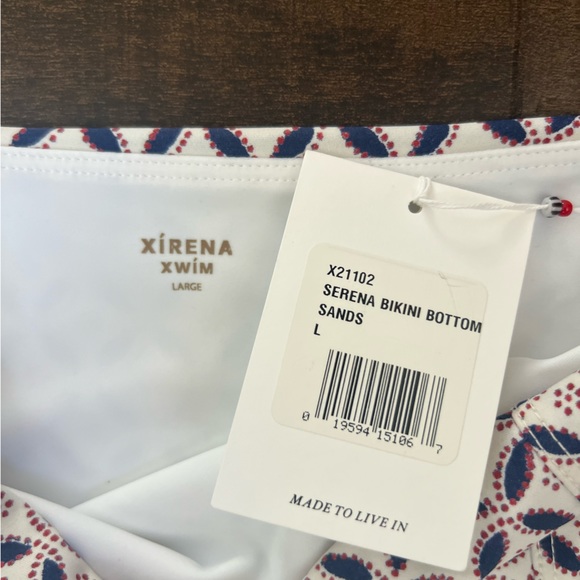 XÍRENA
XWÍM
LARGE
X21102
SERENA BIKINI BOTTOM
SANDS
L
0 19594 15106 7
MADE TO LIVE IN